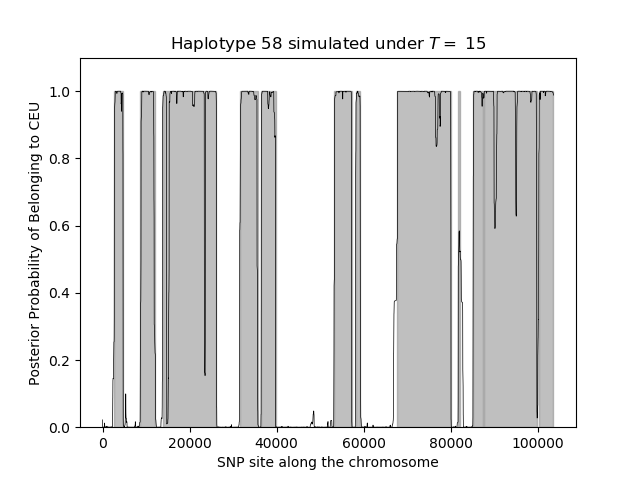 Haplotype 58 simulated under T = 15
Posterior Probability of Belonging to CEU
1.0
0.8
0.6
0.4
0.2
0.0
0 20000 40000 60000 80000 100000
SNP site along the chromosome